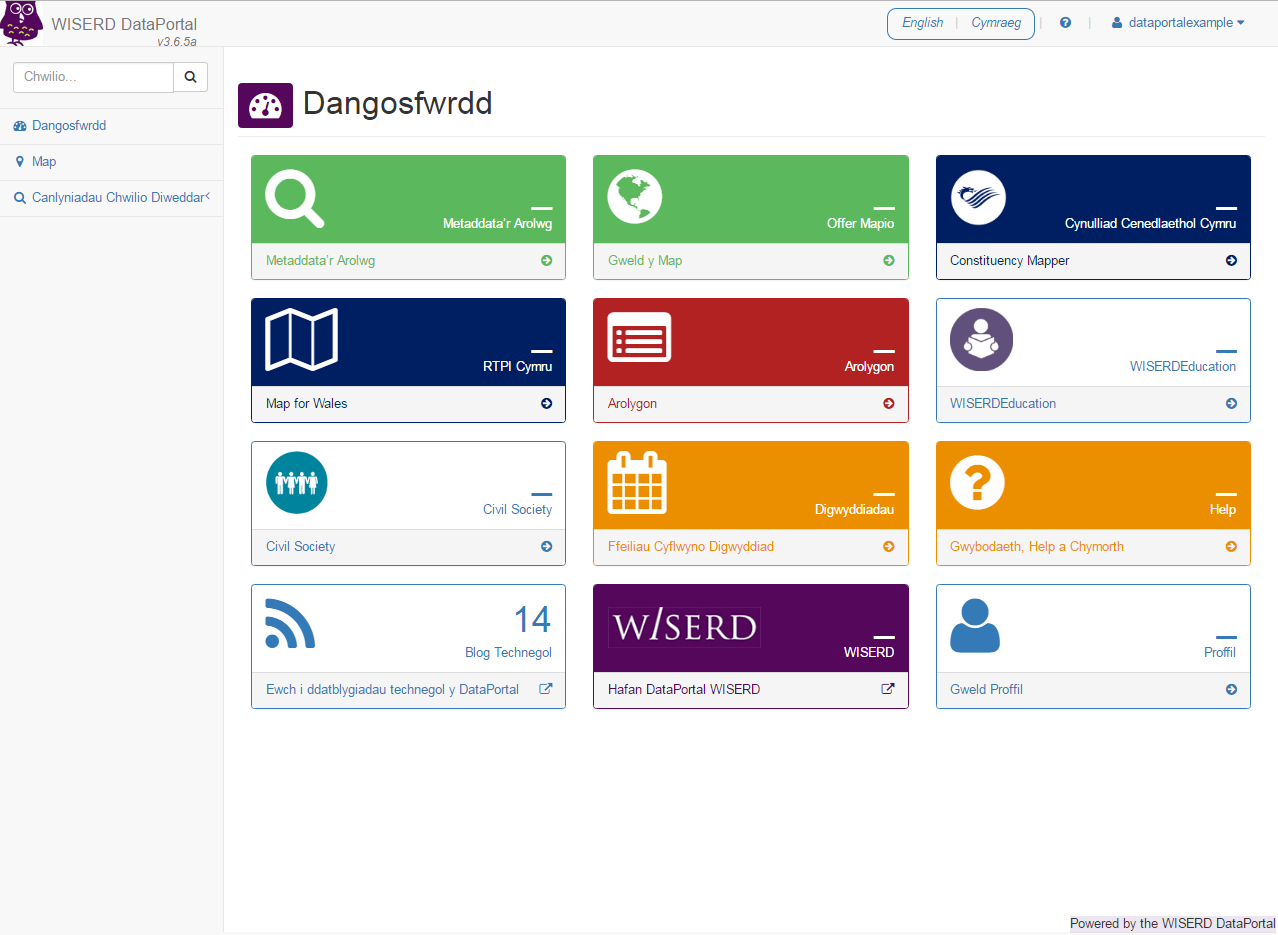 WISERD DataPortal
v3.6.5a
English | Cymraeg
dataportalexample
Chwilio...
Dangosfwrdd
Map
Canlyniadau Chwilio Diweddar
Dangosfwrdd
Metaddata'r Arolwg
Metaddata'r Arolwg
Offer Mapio
Gweld y Map
Cynulliad Cenedlaethol Cymru
Constituency Mapper
RTPI Cymru
Map for Wales
Arolygon
Arolygon
WISERDEducation
WISERDEducation
Civil Society
Civil Society
Digwyddiadau
Ffeiliau Cyflwyno Digwyddiad
Help
Gwybodaeth, Help a Chymorth
14
Blog Technegol
Ewch i ddatblygiadau technegol y DataPortal
W/SERD
WISERD
Hafan DataPortal WISERD
Proffil
Gweld Proffil
Powered by the WISERD DataPortal